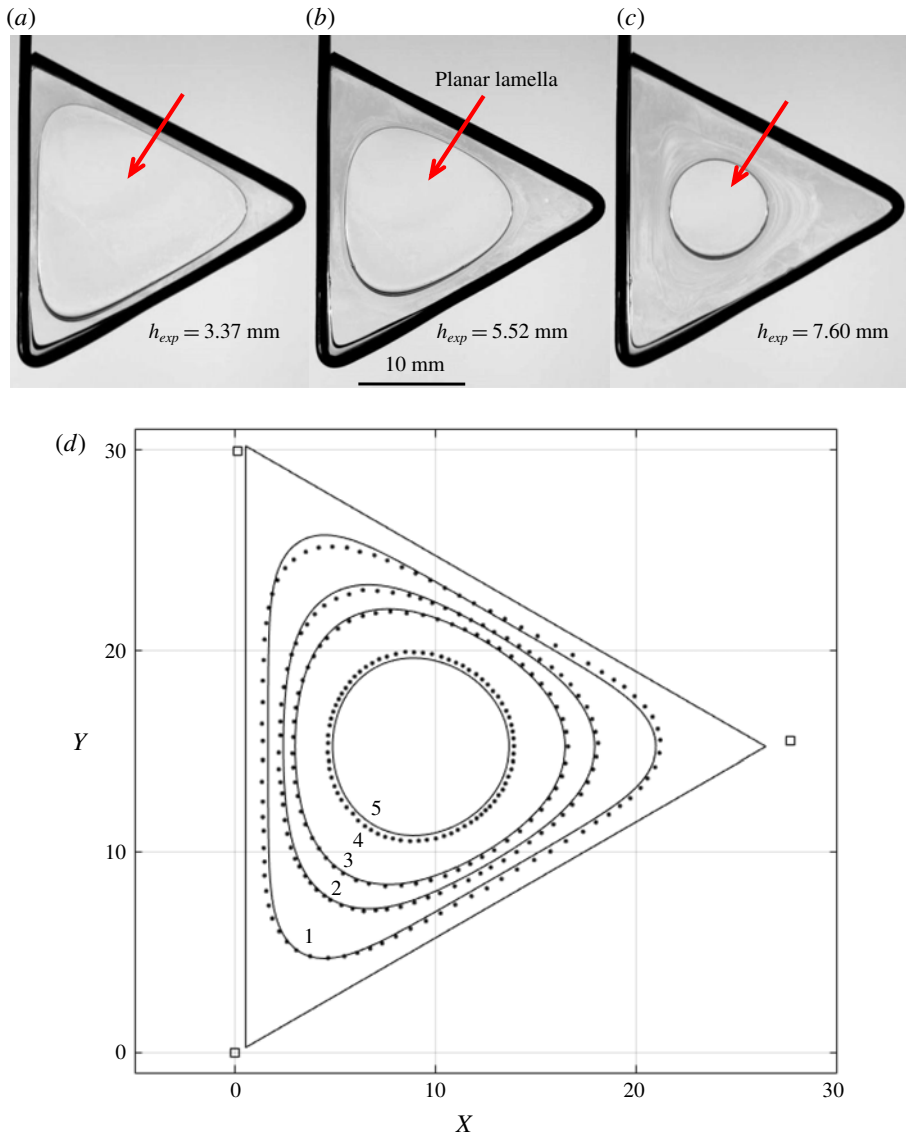 (a)
(b)
(c)
Planar lamella
h_exp = 3.37 mm
h_exp = 5.52 mm
h_exp = 7.60 mm
10 mm
(d)
30
20
Y
5
4
3
10
2
1
0
0
10
20
30
X